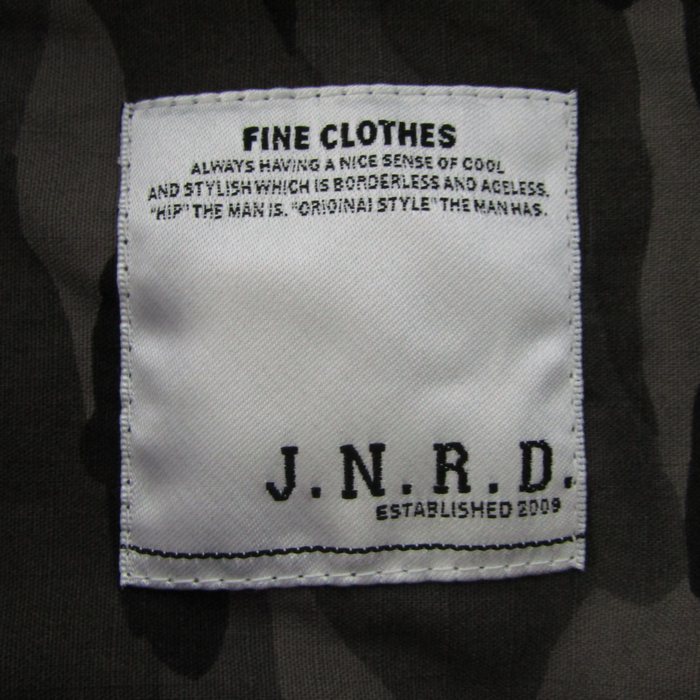 FINE CLOTHES
ALWAYS HAVING A NICE SENSE OF COOL
AND STYLISH WHICH IS BORDERLESS AND AGELESS.
"HIP" THE MAN IS. "ORIGINAI STYLE" THE MAN HAS.
J.N.R.D.
ESTABLISHED 2009